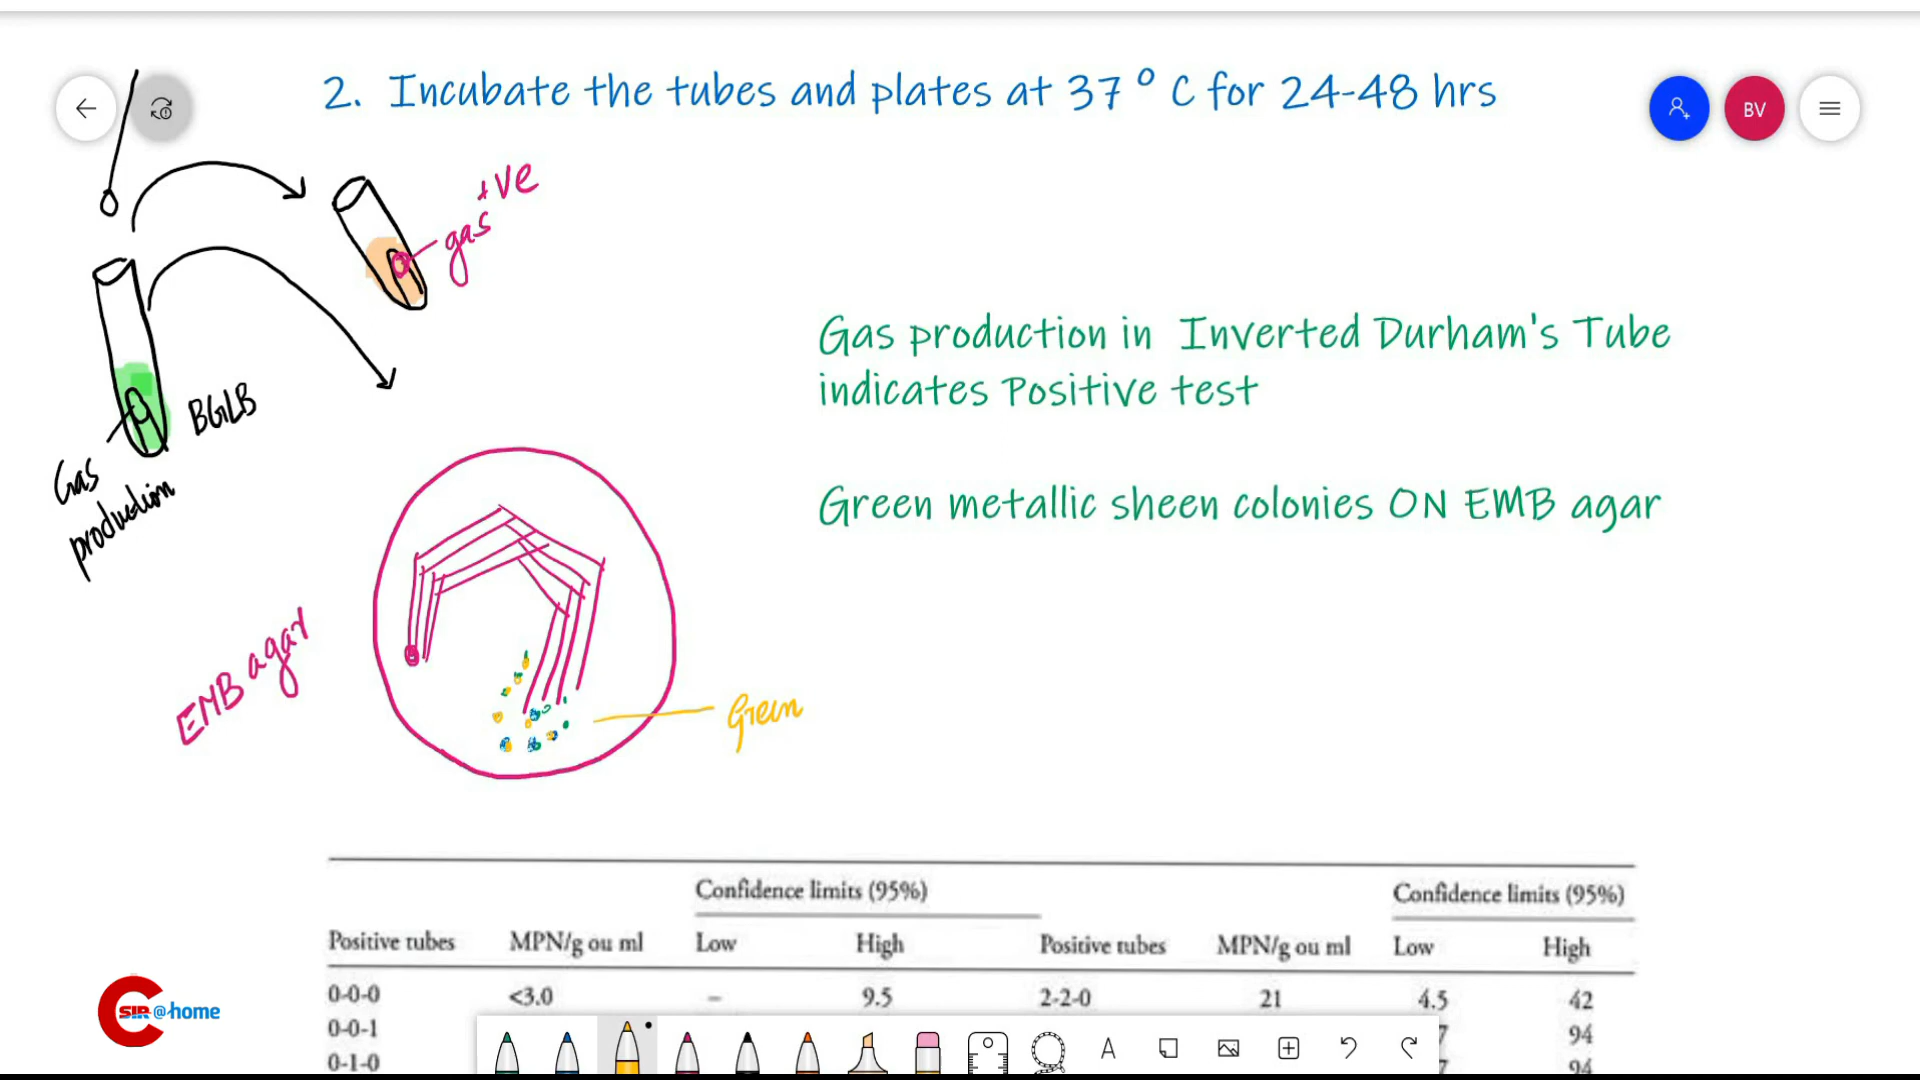 2. Incubate the tubes and plates at 37 ° C for 24-48 hrs
BV
+ve
gas
Gas production in Inverted Durham's Tube
indicates Positive test
BGLB
Gas
production
Green metallic sheen colonies ON EMB agar
EMB agar
Green
Confidence limits (95%) Confidence limits (95%)
Positive tubes MPN/g ou ml Low High Positive tubes MPN/g ou ml Low High
0-0-0 <3.0 – 9.5 2-2-0 21 4.5 42
0-0-1 94
0-1-0 94
CSIR@home
A